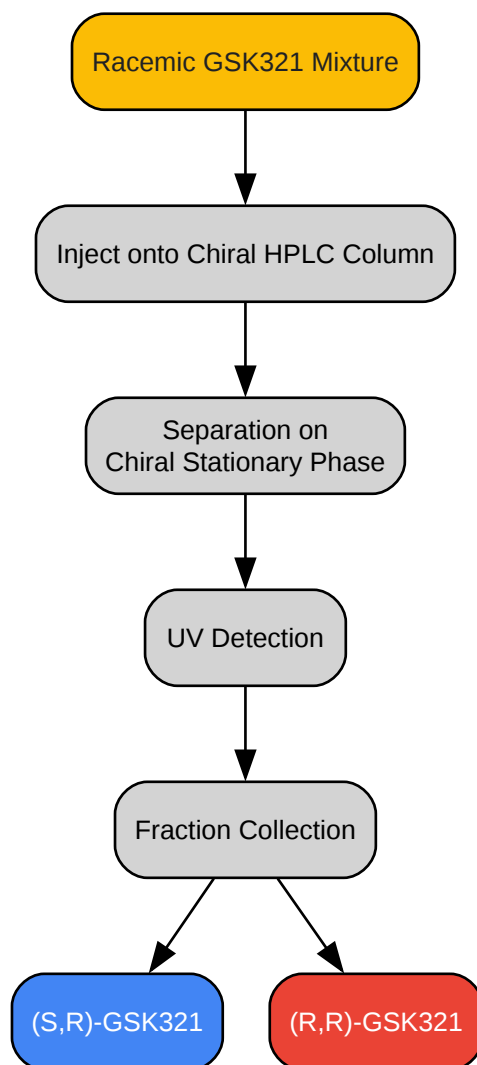 Racemic GSK321 Mixture
Inject onto Chiral HPLC Column
Separation on
Chiral Stationary Phase
UV Detection
Fraction Collection
(S,R)-GSK321
(R,R)-GSK321